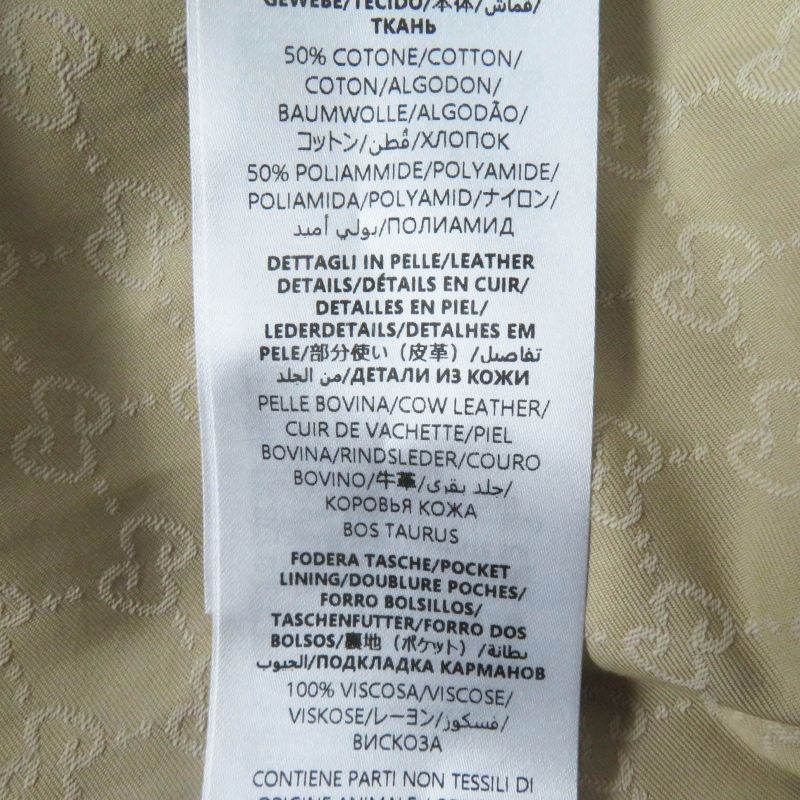 GEWEBE/TECIDO/本体/قماش/
ТКАНЬ
50% COTONE/COTTON/
COTON/ALGODON/
BAUMWOLLE/ALGODÃO/
コットン/قُطن/ХЛОПОК
50% POLIAMMIDE/POLYAMIDE/
POLIAMIDA/POLYAMID/ナイロン/
بولي أميد/ПОЛИАМИД
DETTAGLI IN PELLE/LEATHER
DETAILS/DÉTAILS EN CUIR/
DETALLES EN PIEL/
LEDERDETAILS/DETALHES EM
PELE/部分使い（皮革）/تفاصيل
من الجلد/ДЕТАЛИ ИЗ КОЖИ
PELLE BOVINA/COW LEATHER/
CUIR DE VACHETTE/PIEL
BOVINA/RINDSLEDER/COURO
BOVINO/牛革/جلد بقري/
КОРОВЬЯ КОЖА
BOS TAURUS
FODERA TASCHE/POCKET
LINING/DOUBLURE POCHES/
FORRO BOLSILLOS/
TASCHENFUTTER/FORRO DOS
BOLSOS/裏地（ポケット）/بطانة
الجيوب/ПОДКЛАДКА КАРМАНОВ
100% VISCOSA/VISCOSE/
VISKOSE/レーヨン/فسكوز/
ВИСКОЗА
CONTIENE PARTI NON TESSILI DI
ORIGINE ANIMALE